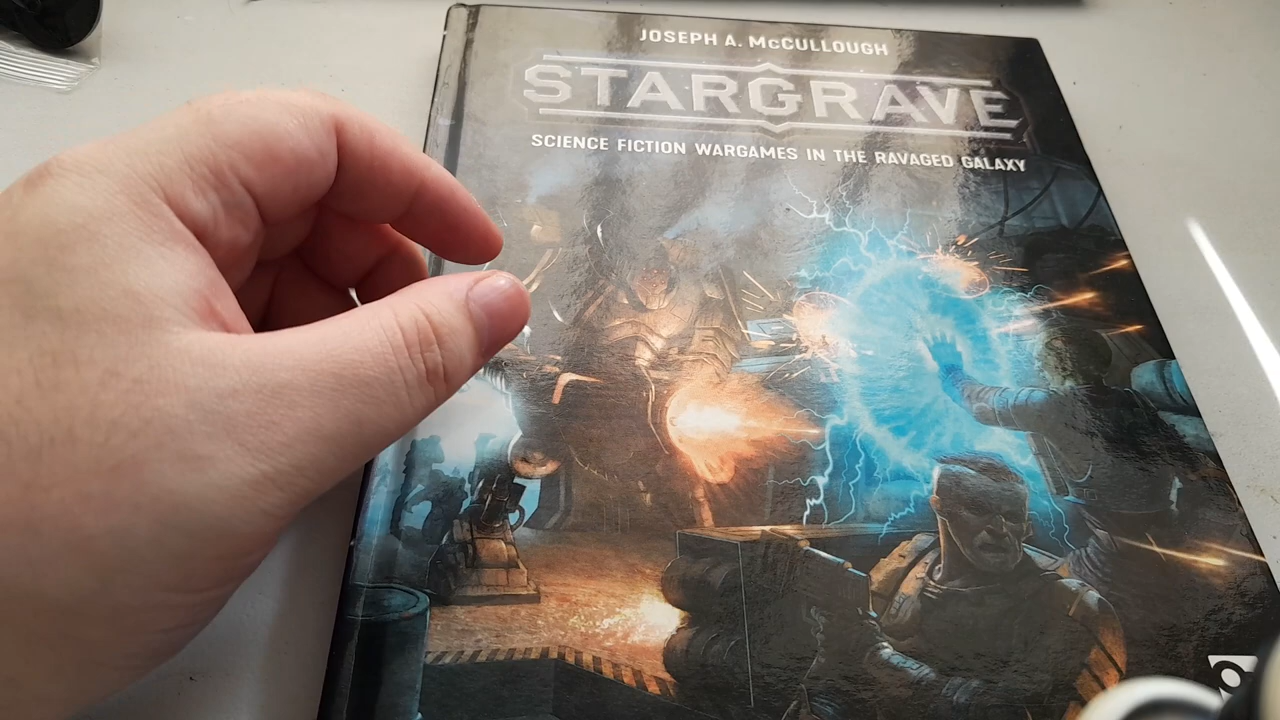 JOSEPH A. McCULLOUGH
STARGRAVE
SCIENCE FICTION WARGAMES IN THE RAVAGED GALAXY